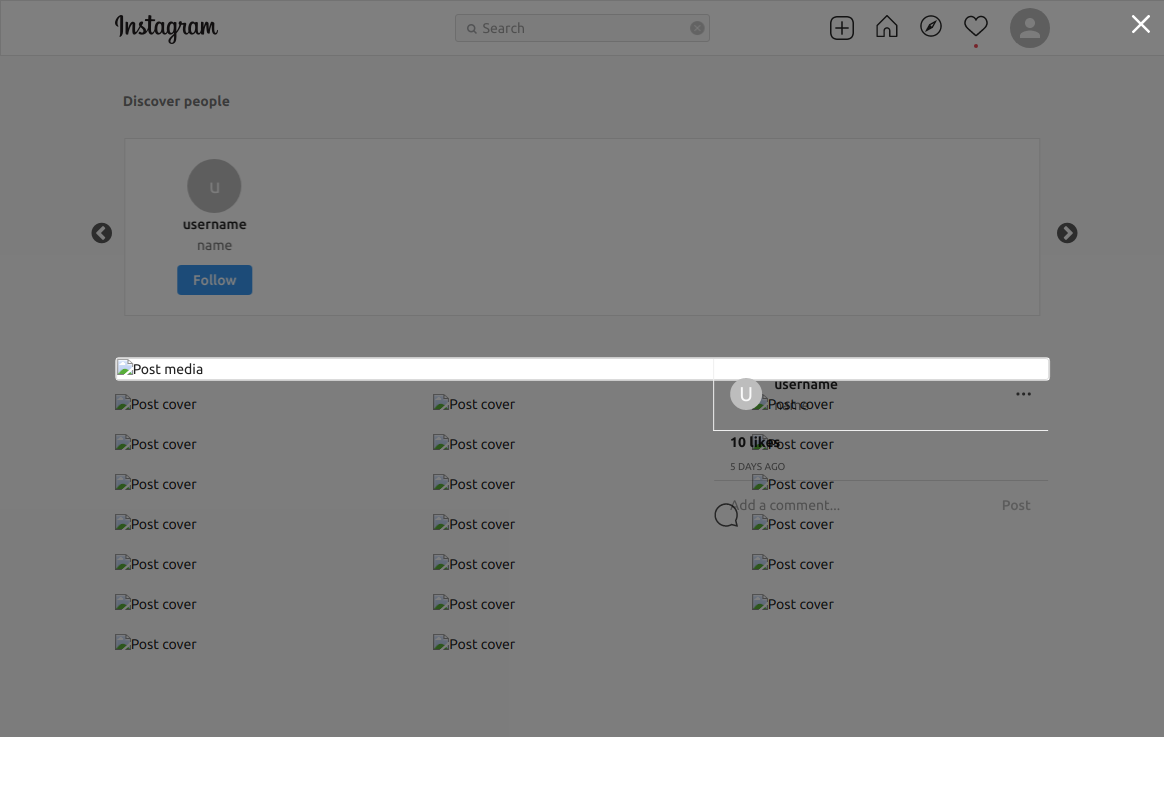 Instagram
Search
Discover people
u
username
name
Follow
Post media
U
username
name
Post cover
Post cover
Post cover
10 likes
Post cover
Post cover
Post cover
5 DAYS AGO
Post cover
Post cover
Post cover
Add a comment...
Post
Post cover
Post cover
Post cover
Post cover
Post cover
Post cover
Post cover
Post cover
Post cover
Post cover
Post cover